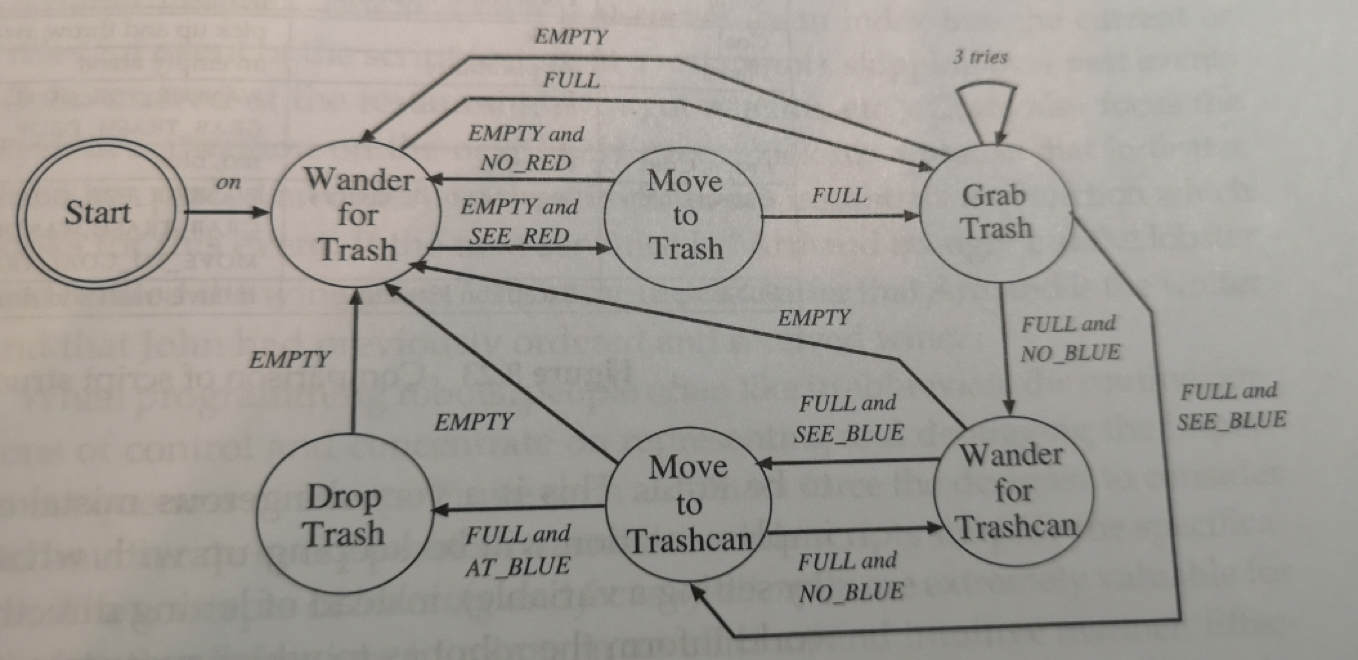 EMPTY
3 tries
FULL
EMPTY and
NO_RED
Start
on
Wander
for
Trash
EMPTY and
SEE_RED
Move
to
Trash
FULL
Grab
Trash
EMPTY
FULL and
NO_BLUE
EMPTY
FULL and
SEE_BLUE
FULL and
SEE_BLUE
EMPTY
Drop
Trash
FULL and
AT_BLUE
Move
to
Trashcan
Wander
for
Trashcan
FULL and
NO_BLUE